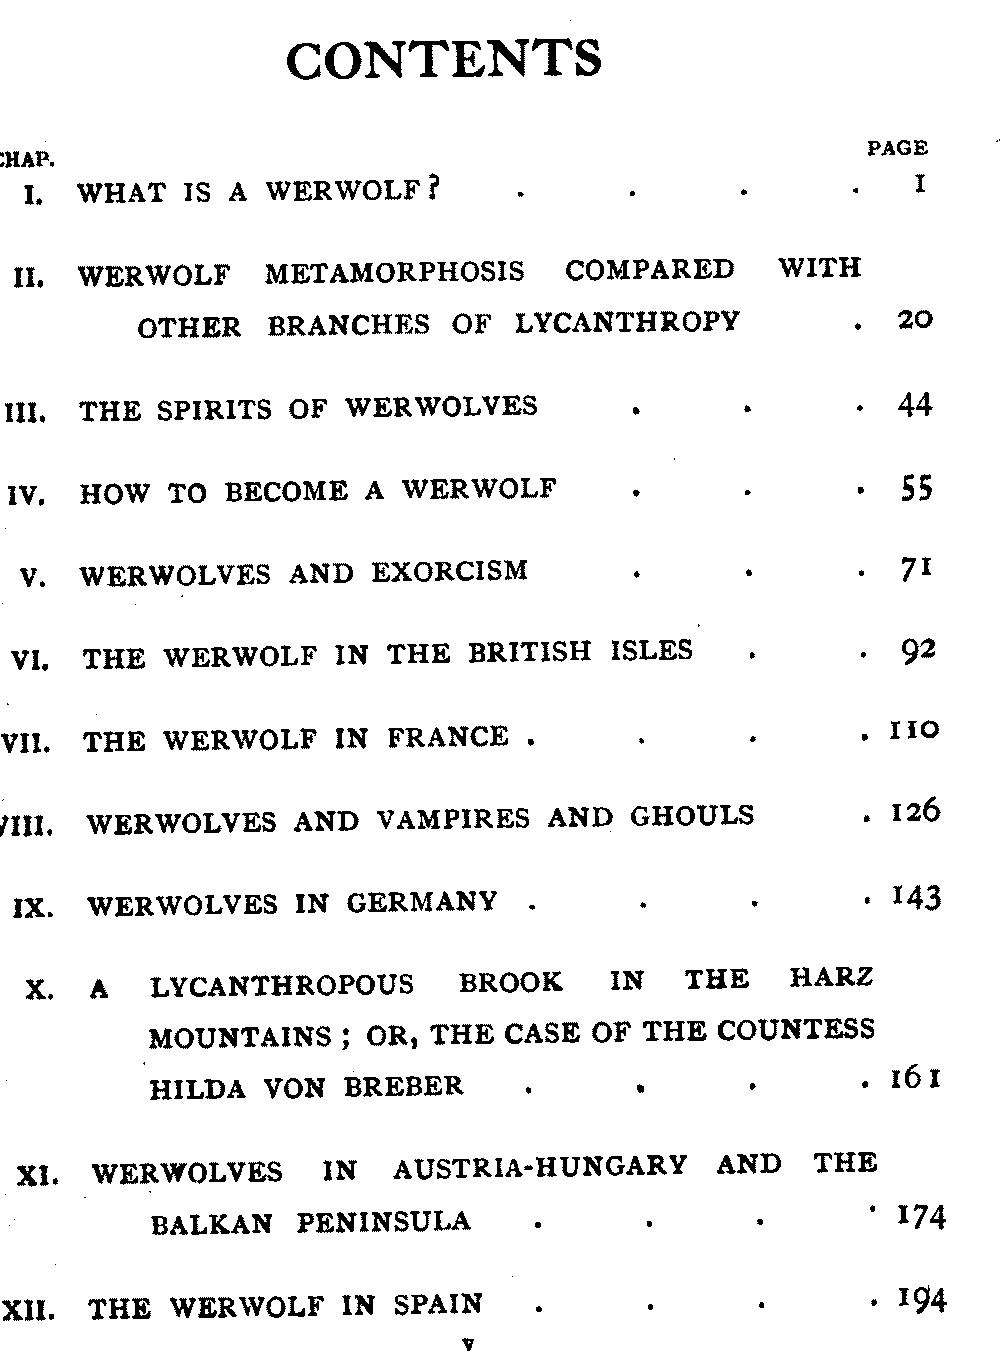 CONTENTS
CHAP. PAGE
I. WHAT IS A WERWOLF? . . . . 1
II. WERWOLF METAMORPHOSIS COMPARED WITH
OTHER BRANCHES OF LYCANTHROPY . 20
III. THE SPIRITS OF WERWOLVES . . . 44
IV. HOW TO BECOME A WERWOLF . . . 55
V. WERWOLVES AND EXORCISM . . . 71
VI. THE WERWOLF IN THE BRITISH ISLES . . 92
VII. THE WERWOLF IN FRANCE . . . . 110
VIII. WERWOLVES AND VAMPIRES AND GHOULS . 126
IX. WERWOLVES IN GERMANY . . . . 143
X. A LYCANTHROPOUS BROOK IN THE HARZ
MOUNTAINS ; OR, THE CASE OF THE COUNTESS
HILDA VON BREBER . . . . 161
XI. WERWOLVES IN AUSTRIA-HUNGARY AND THE
BALKAN PENINSULA . . . . 174
XII. THE WERWOLF IN SPAIN . . . . 194
v